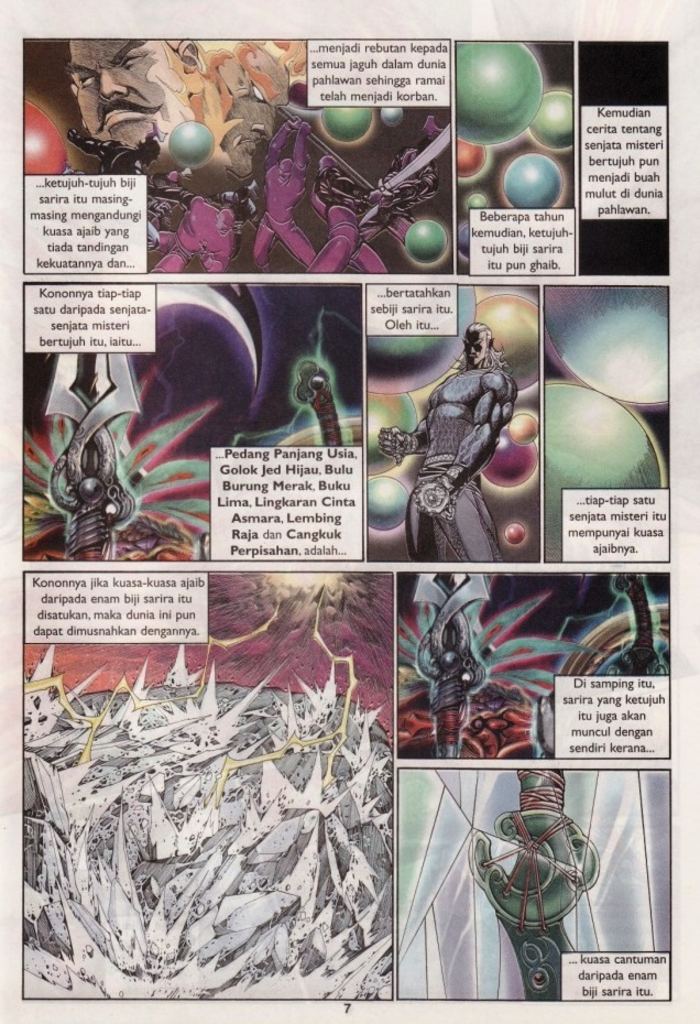 ...ketujuh-tujuh biji
sarira itu masing-
masing mengandungi
kuasa ajaib yang
tiada tandingan
kekuatannya dan...
...menjadi rebutan kepada
semua jaguh dalam dunia
pahlawan sehingga ramai
telah menjadi korban.
Beberapa tahun
kemudian, ketujuh-
tujuh biji sarira
itu pun ghaib.
Kemudian
cerita tentang
senjata misteri
bertujuh pun
menjadi buah
mulut di dunia
pahlawan.
Kononnya tiap-tiap
satu daripada senjata-
senjata misteri
bertujuh itu, iaitu...
...Pedang Panjang Usia,
Golok Jed Hijau, Bulu
Burung Merak, Buku
Lima, Lingkaran Cinta
Asmara, Lembing
Raja dan Cangkuk
Perpisahan, adalah...
...bertatahkan
sebiji sarira itu.
Oleh itu...
...tiap-tiap satu
senjata misteri itu
mempunyai kuasa
ajaibnya.
Kononnya jika kuasa-kuasa ajaib
daripada enam biji sarira itu
disatukan, maka dunia ini pun
dapat dimusnahkan dengannya.
Di samping itu,
sarira yang ketujuh
itu juga akan
muncul dengan
sendiri kerana...
... kuasa cantuman
daripada enam
biji sarira itu.
7